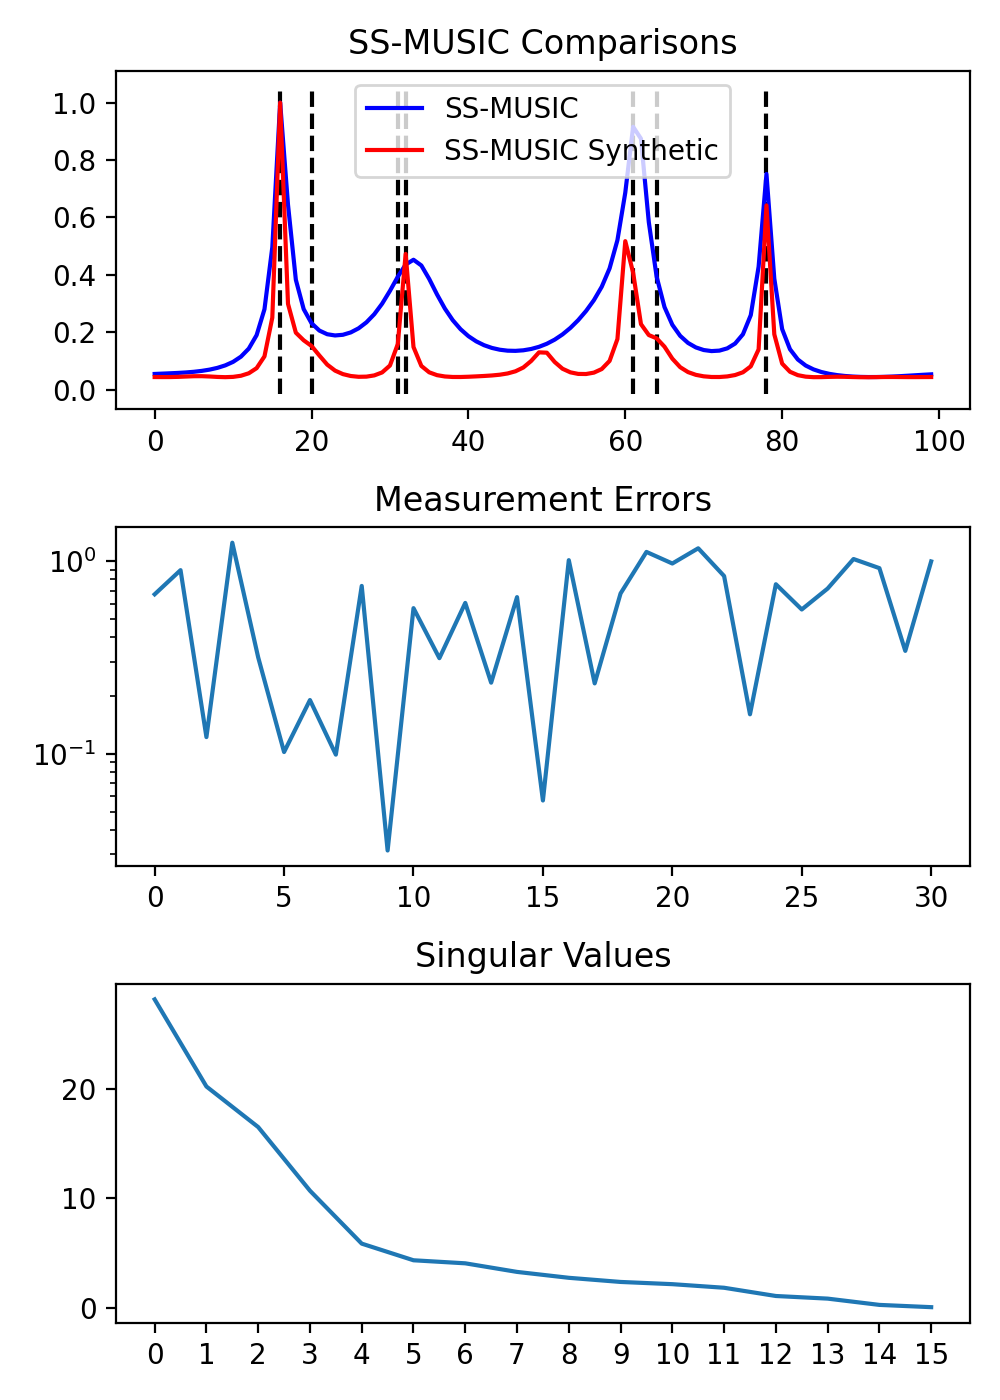 SS-MUSIC Comparisons
1.0
0.8
0.6
0.4
0.2
0.0
SS-MUSIC
SS-MUSIC Synthetic
0 20 40 60 80 100
Measurement Errors
10⁰
10⁻¹
0 5 10 15 20 25 30
Singular Values
20
10
0
0 1 2 3 4 5 6 7 8 9 10 11 12 13 14 15